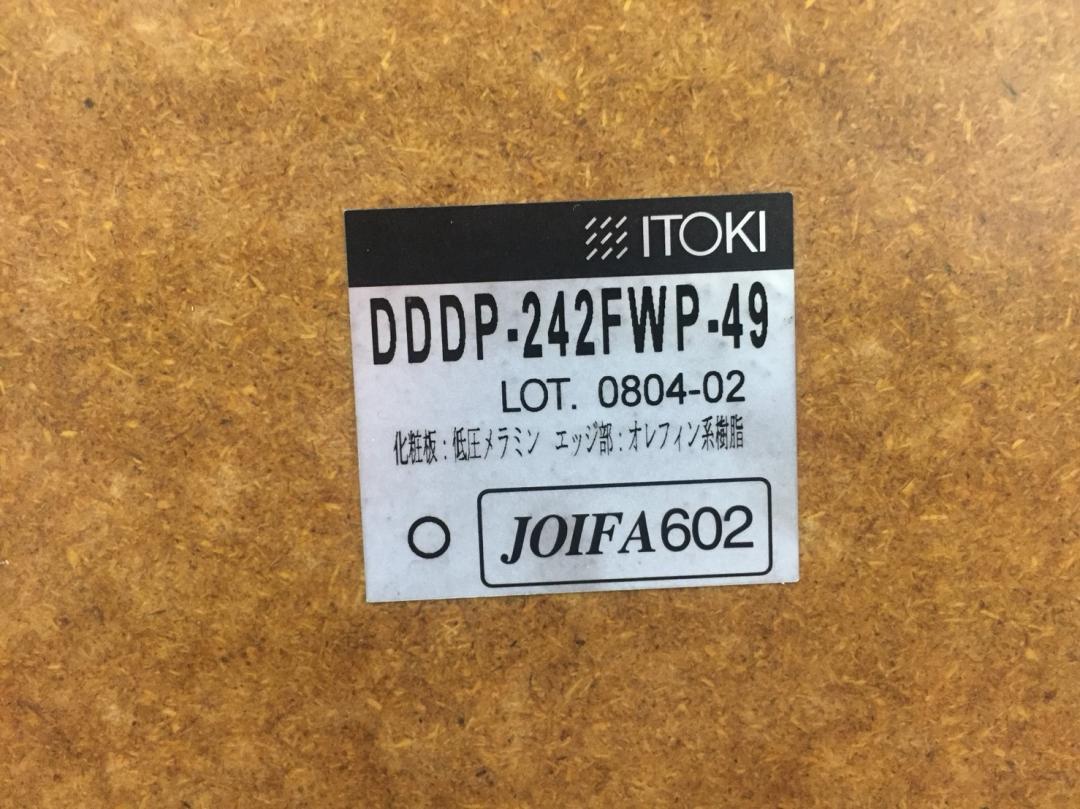 ITOKI
DDDP-242FWP-49
LOT. 0804-02
化粧板:低圧メラミン エッジ部:オレフィン系樹脂
○ JOIFA602